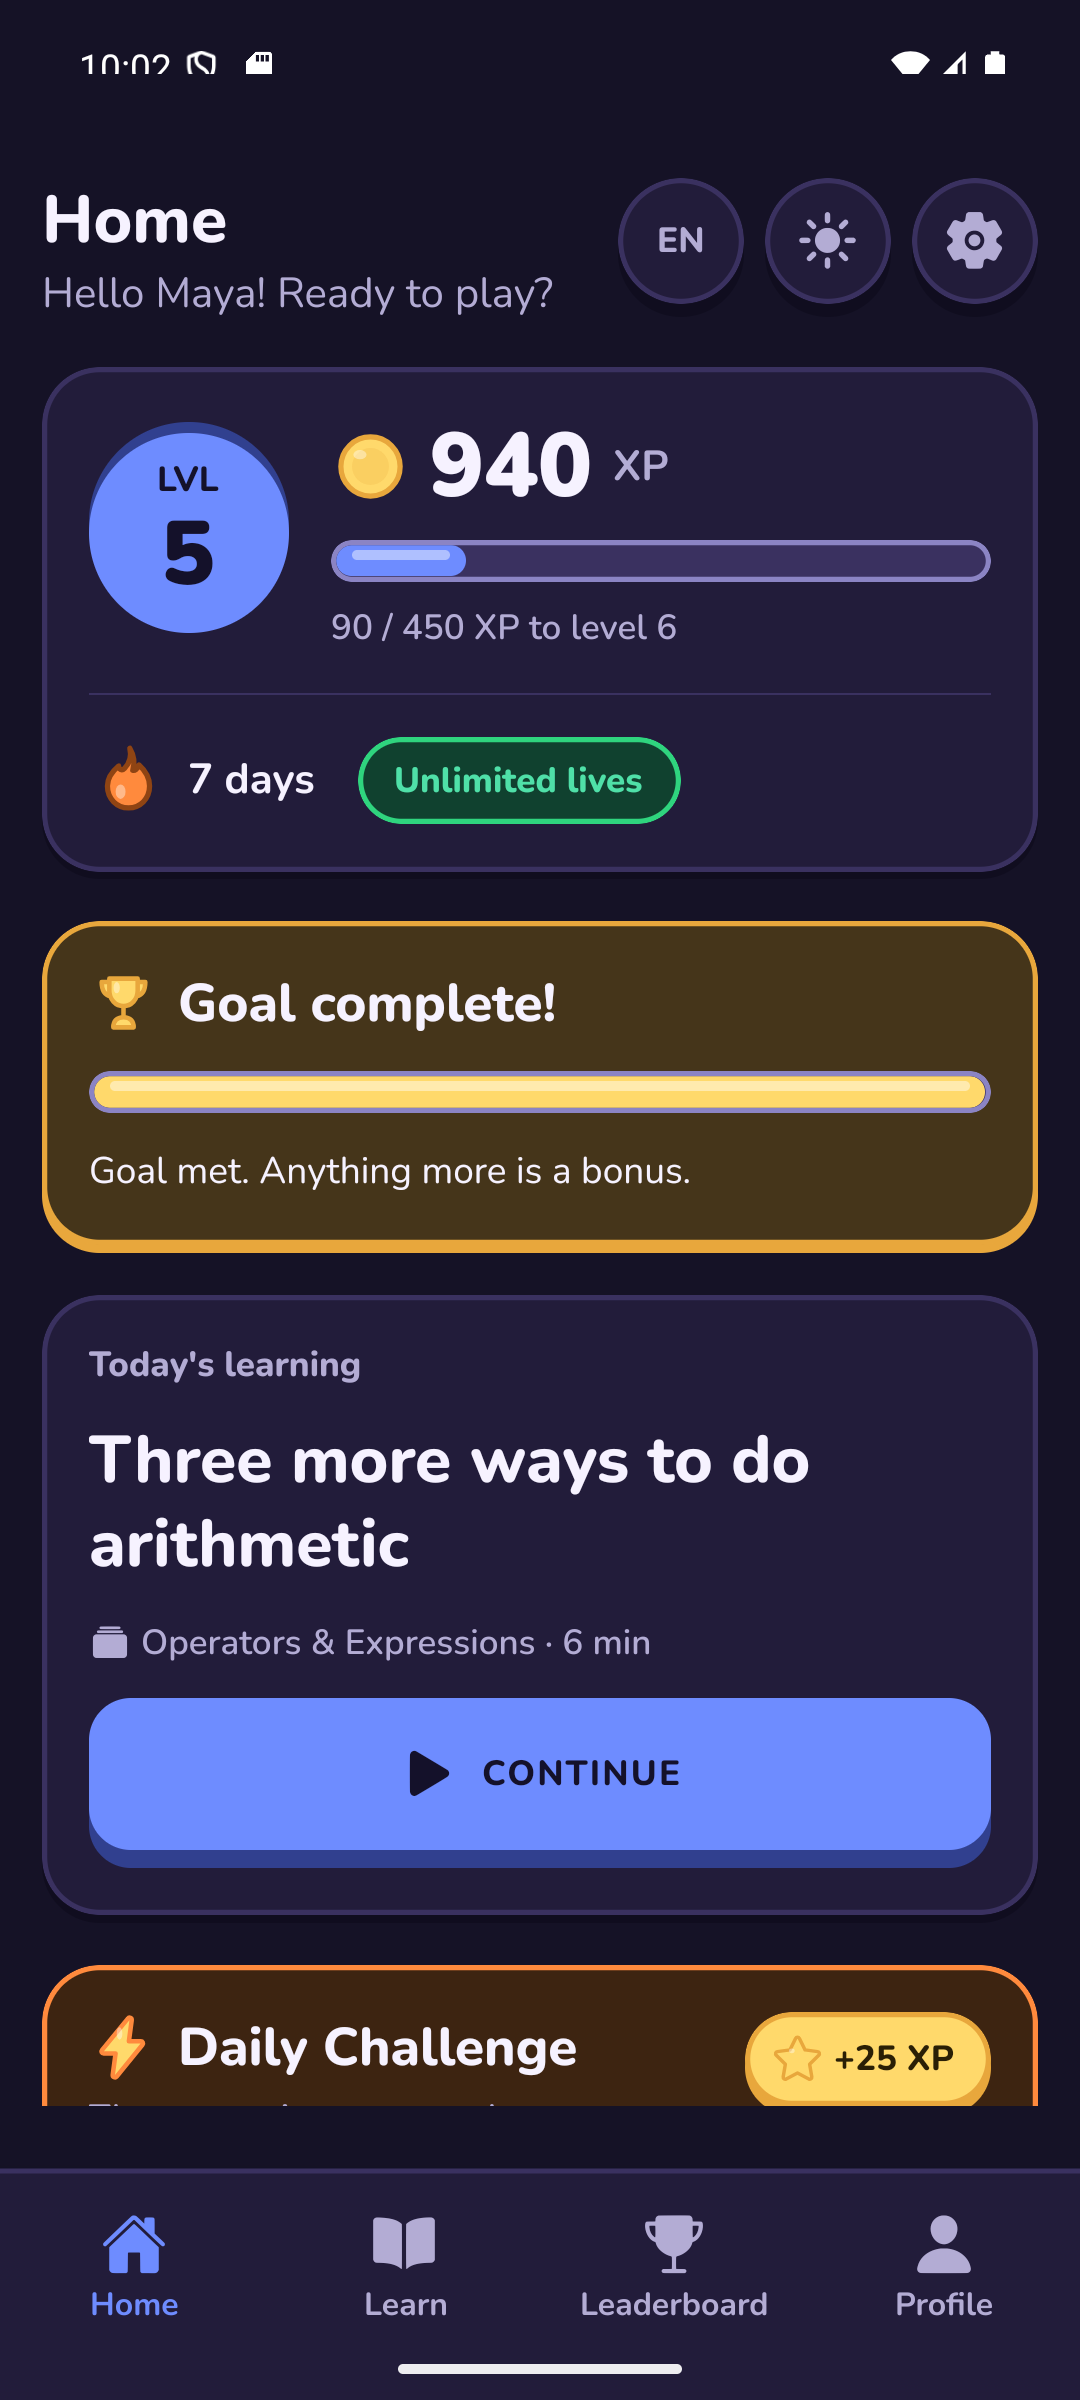 10:02
Home
Hello Maya! Ready to play?
EN
LVL
5
940 XP
90 / 450 XP to level 6
7 days
Unlimited lives
Goal complete!
Goal met. Anything more is a bonus.
Today's learning
Three more ways to do
arithmetic
Operators & Expressions · 6 min
CONTINUE
Daily Challenge
+25 XP
Home
Learn
Leaderboard
Profile